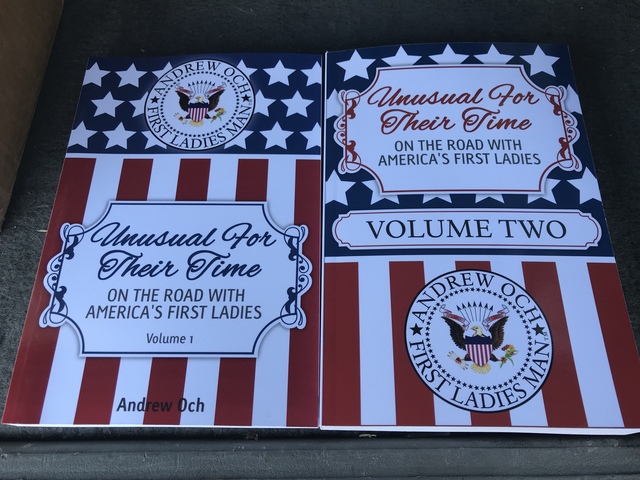 ANDREW OCH
FIRST LADIES MAN
Unusual For
Their Time
ON THE ROAD WITH
AMERICA'S FIRST LADIES
Volume 1
Andrew Och
Unusual For
Their Time
ON THE ROAD WITH
AMERICA'S FIRST LADIES
VOLUME TWO
ANDREW OCH
FIRST LADIES MAN